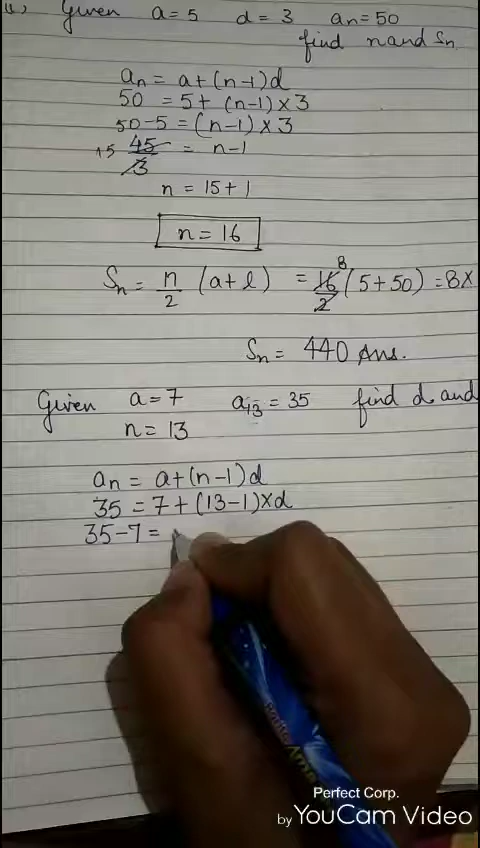 Given a=5 d=3 an=50
find n and Sn
an = a+(n-1)d
50 = 5+(n-1)×3
50-5 = (n-1)×3
15 45/3 = n-1
n = 15+1
n = 16
Sn = n/2 (a+l) = 8 16/2 (5+50) = 8×
Sn = 440 Ans.
Given a=7 a13=35 find d and
n=13
an = a+(n-1)d
35 = 7+(13-1)×d
35-7 =
Perfect Corp.
by YouCam Video